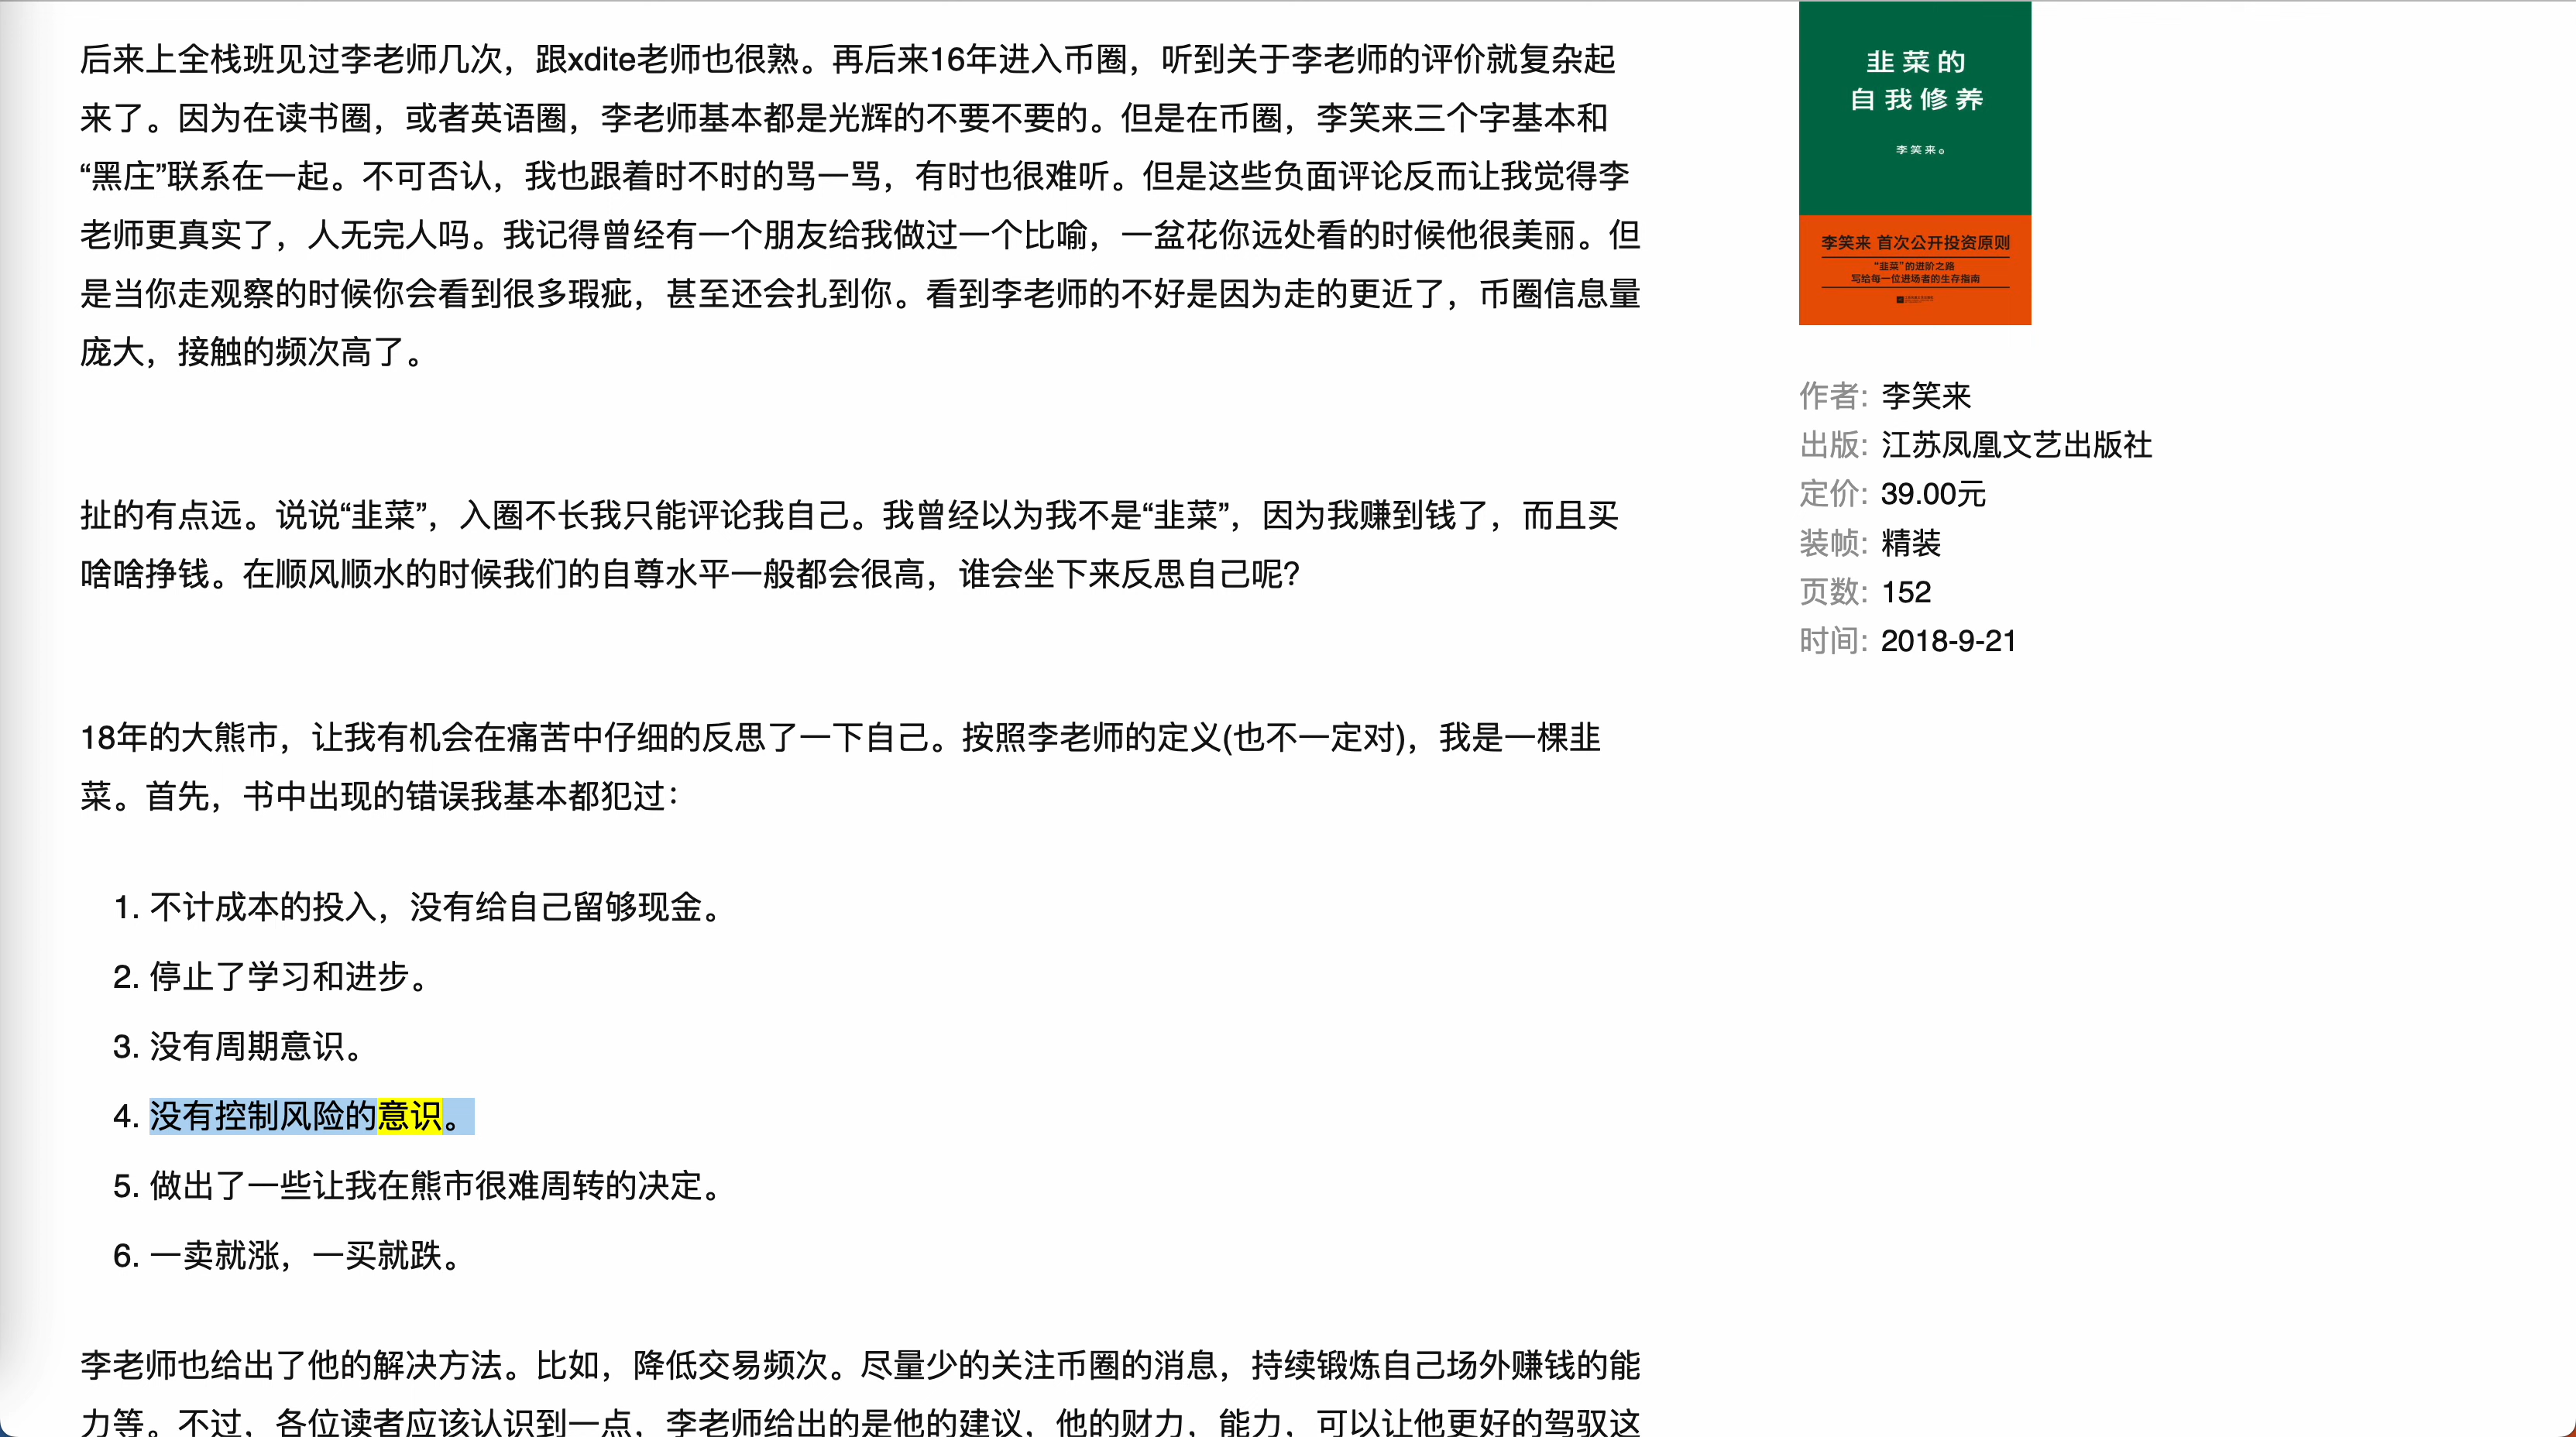 后来上全栈班见过李老师几次，跟xdite老师也很熟。再后来16年进入币圈，听到关于李老师的评价就复杂起
来了。因为在读书圈，或者英语圈，李老师基本都是光辉的不要不要的。但是在币圈，李笑来三个字基本和
“黑庄”联系在一起。不可否认，我也跟着时不时的骂一骂，有时也很难听。但是这些负面评论反而让我觉得李
老师更真实了，人无完人吗。我记得曾经有一个朋友给我做过一个比喻，一盆花你远处看的时候他很美丽。但
是当你走观察的时候你会看到很多瑕疵，甚至还会扎到你。看到李老师的不好是因为走的更近了，币圈信息量
庞大，接触的频次高了。
扯的有点远。说说“韭菜”，入圈不长我只能评论我自己。我曾经以为我不是“韭菜”，因为我赚到钱了，而且买
啥啥挣钱。在顺风顺水的时候我们的自尊水平一般都会很高，谁会坐下来反思自己呢?
18年的大熊市，让我有机会在痛苦中仔细的反思了一下自己。按照李老师的定义(也不一定对)，我是一棵韭
菜。首先，书中出现的错误我基本都犯过：
1. 不计成本的投入，没有给自己留够现金。
2. 停止了学习和进步。
3. 没有周期意识。
4. 没有控制风险的意识。
5. 做出了一些让我在熊市很难周转的决定。
6. 一卖就涨，一买就跌。
李老师也给出了他的解决方法。比如，降低交易频次。尽量少的关注币圈的消息，持续锻炼自己场外赚钱的能
力等。不过，各位读者应该认识到一点，李老师给出的是他的建议，他的财力，能力，可以让他更好的驾驭这
韭菜的
自我修养
李笑来。
李笑来 首次公开投资原则
“韭菜”的进阶之路
写给每一位进场者的生存指南
作者: 李笑来
出版: 江苏凤凰文艺出版社
定价: 39.00元
装帧: 精装
页数: 152
时间: 2018-9-21